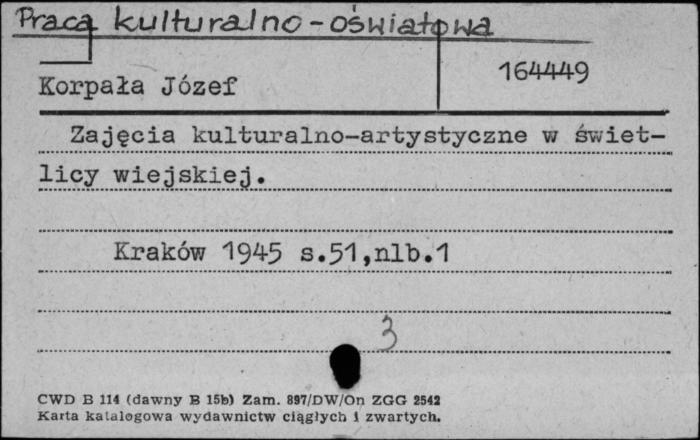 Praca kulturalno-oświatowa
164449
Korpała Józef
Zajęcia kulturalno-artystyczne w świet-
licy wiejskiej.
Kraków 1945 s.51,nlb.1
3
CWD B 114 (dawny B 15b) Zam. 897/DW/On ZGG 2542
Karta katalogowa wydawnictw ciągłych i zwartych.